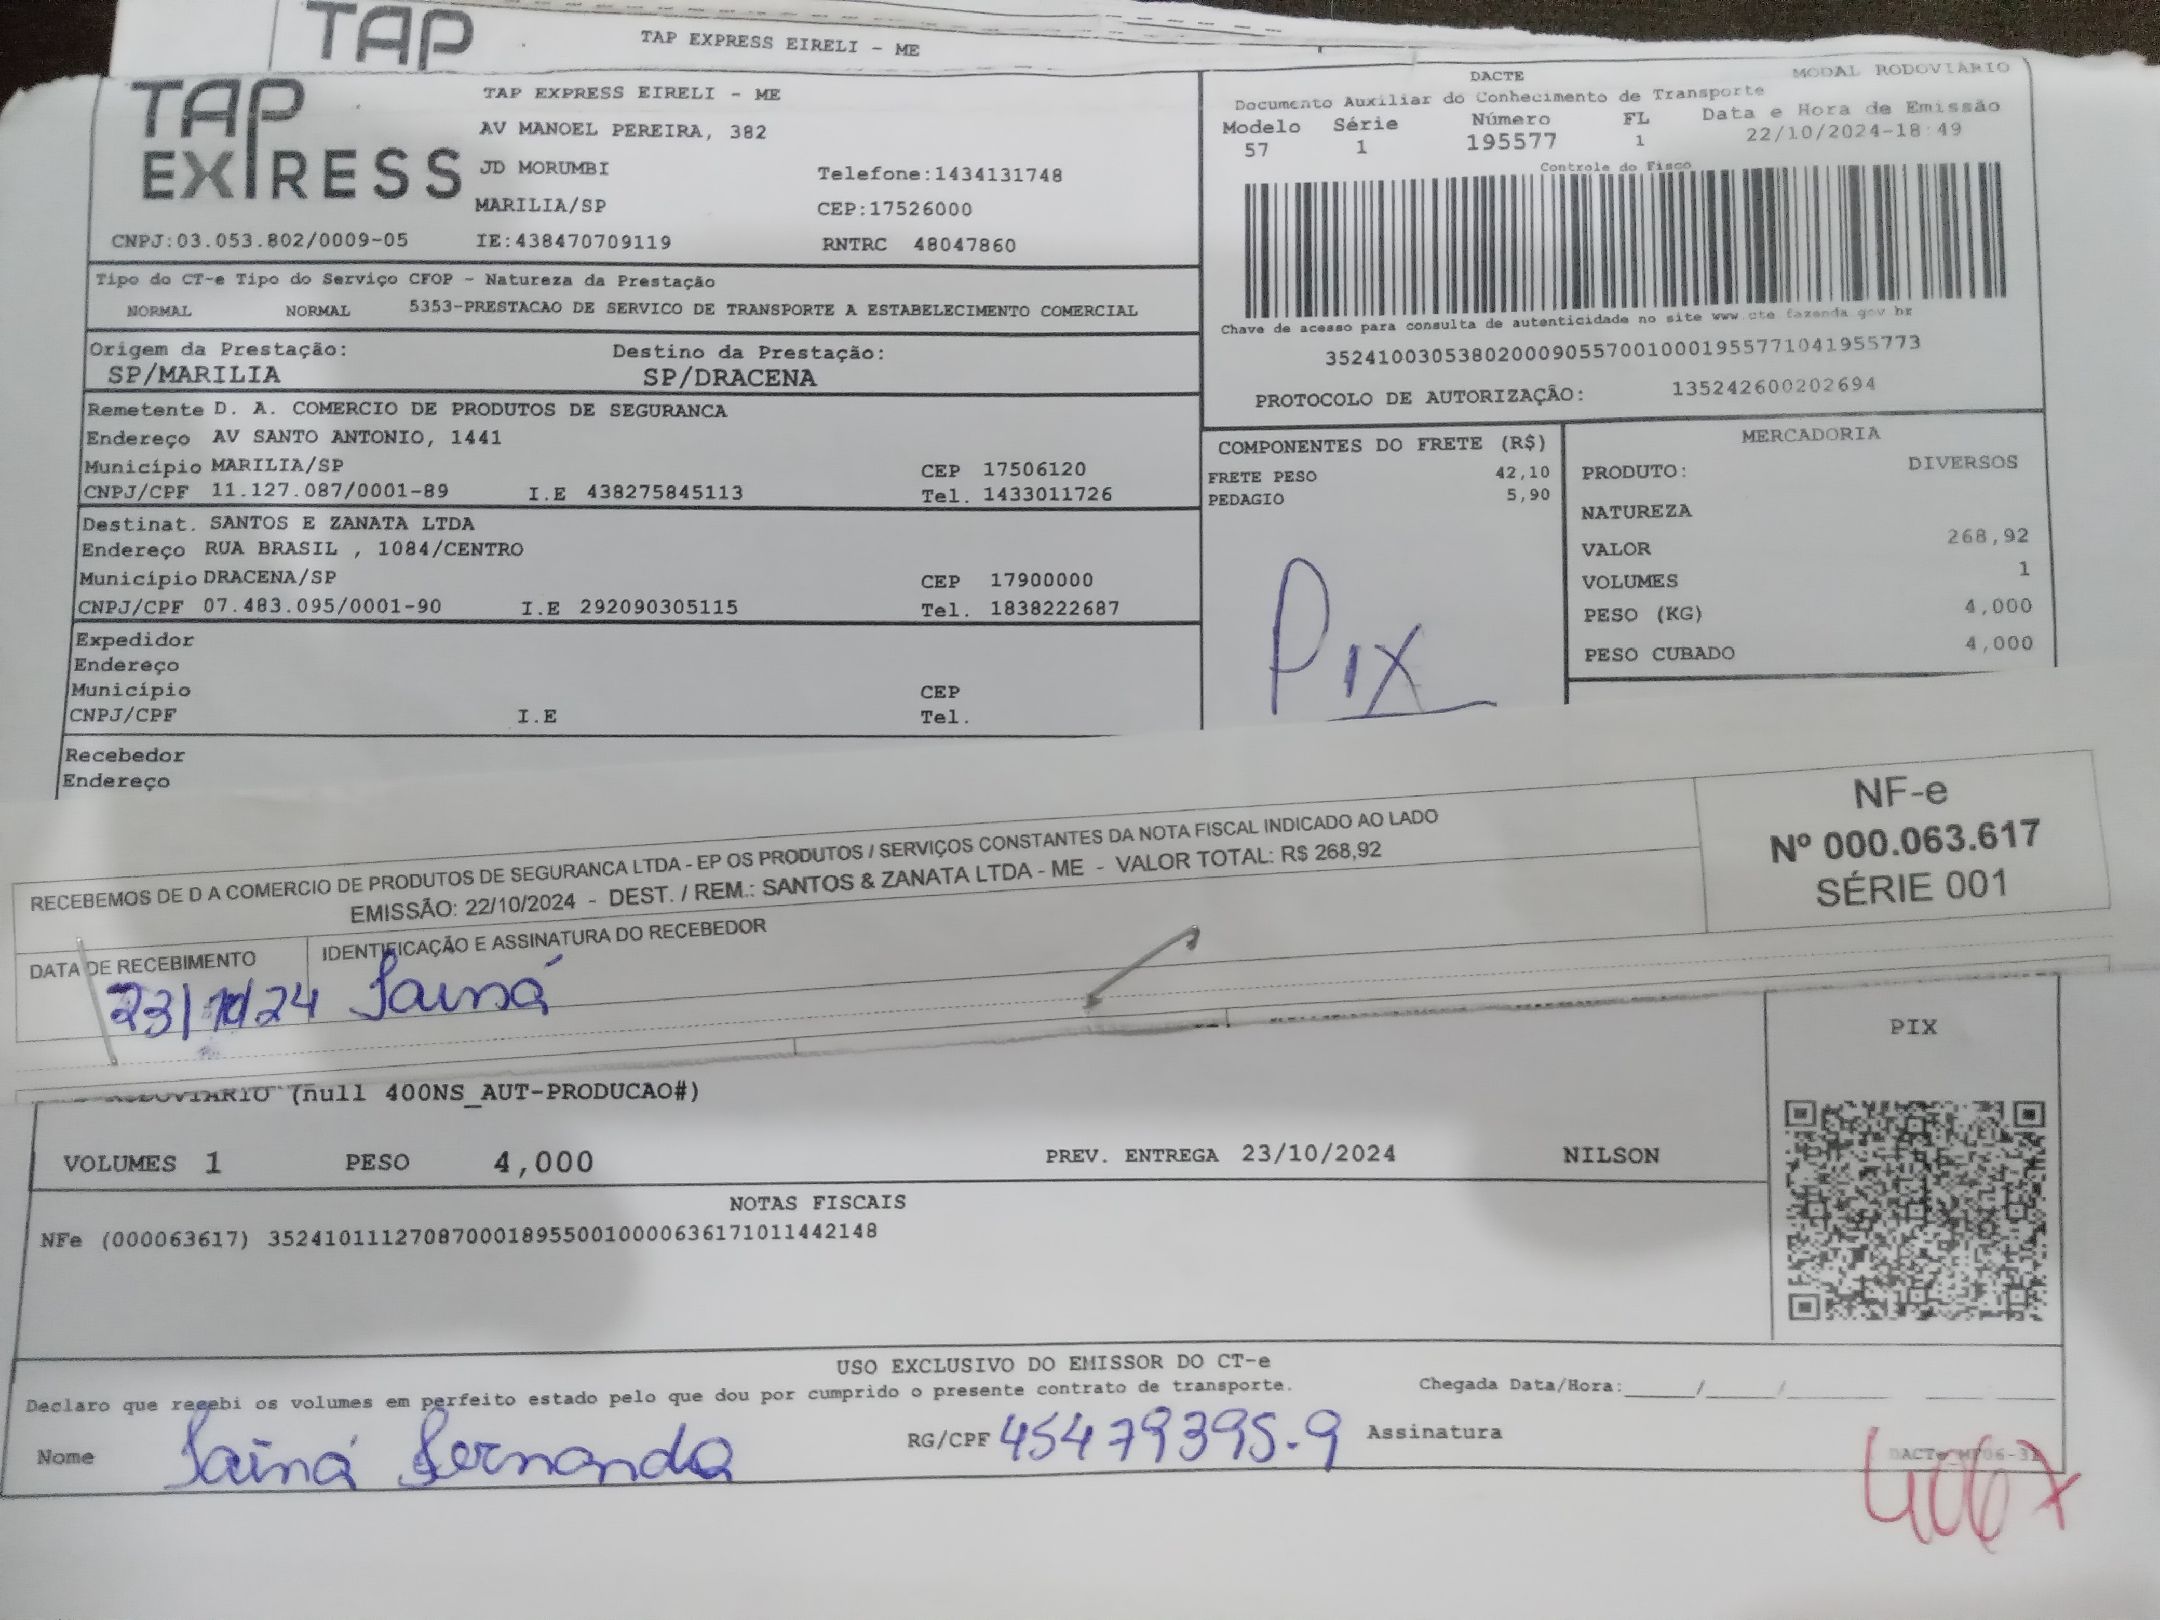 TAP
TAP EXPRESS EIRELI - ME
TAP EXPRESS
TAP EXPRESS EIRELI - ME
AV MANOEL PEREIRA, 382
JD MORUMBI
Telefone:1434131748
MARILIA/SP
CEP:17526000
CNPJ:03.053.802/0009-05 IE:438470709119 RNTRC 48047860
DACTE MODAL RODOVIARIO
Documento Auxiliar do Conhecimento de Transporte
Modelo Série Número FL Data e Hora de Emissão
57 1 195577 1 22/10/2024-18:49
Controle do Fisco
Chave de acesso para consulta de autenticidade no site www.cte.fazenda.gov.br
35241003053802000905570010001955771041955773
PROTOCOLO DE AUTORIZAÇÃO: 135242600202694
Tipo do CT-e Tipo do Serviço CFOP - Natureza da Prestação
NORMAL NORMAL 5353-PRESTACAO DE SERVICO DE TRANSPORTE A ESTABELECIMENTO COMERCIAL
Origem da Prestação: Destino da Prestação:
SP/MARILIA SP/DRACENA
Remetente D. A. COMERCIO DE PRODUTOS DE SEGURANCA
Endereço AV SANTO ANTONIO, 1441
Município MARILIA/SP CEP 17506120
CNPJ/CPF 11.127.087/0001-89 I.E 438275845113 Tel. 1433011726
Destinat. SANTOS E ZANATA LTDA
Endereço RUA BRASIL , 1084/CENTRO
Município DRACENA/SP CEP 17900000
CNPJ/CPF 07.483.095/0001-90 I.E 292090305115 Tel. 1838222687
Expedidor
Endereço
Município CEP
CNPJ/CPF I.E Tel.
Recebedor
Endereço
COMPONENTES DO FRETE (R$)
FRETE PESO 42,10
PEDAGIO 5,90
PIX
MERCADORIA
PRODUTO: DIVERSOS
NATUREZA
VALOR 268,92
VOLUMES 1
PESO (KG) 4,000
PESO CUBADO 4,000
RECEBEMOS DE D A COMERCIO DE PRODUTOS DE SEGURANCA LTDA - EP OS PRODUTOS / SERVIÇOS CONSTANTES DA NOTA FISCAL INDICADO AO LADO
EMISSÃO: 22/10/2024 - DEST. / REM.: SANTOS & ZANATA LTDA - ME - VALOR TOTAL: R$ 268,92
NF-e
Nº 000.063.617
SÉRIE 001
DATA DE RECEBIMENTO IDENTIFICAÇÃO E ASSINATURA DO RECEBEDOR
23/10/24 Tainá
(null 400NS_AUT-PRODUCAO#)
PIX
VOLUMES 1 PESO 4,000 PREV. ENTREGA 23/10/2024 NILSON
NOTAS FISCAIS
NFe (000063617) 35241011127087000189550010000636171011442148
USO EXCLUSIVO DO EMISSOR DO CT-e
Declaro que recebi os volumes em perfeito estado pelo que dou por cumprido o presente contrato de transporte. Chegada Data/Hora:
Nome Tainá Fernanda RG/CPF 45479395-9 Assinatura